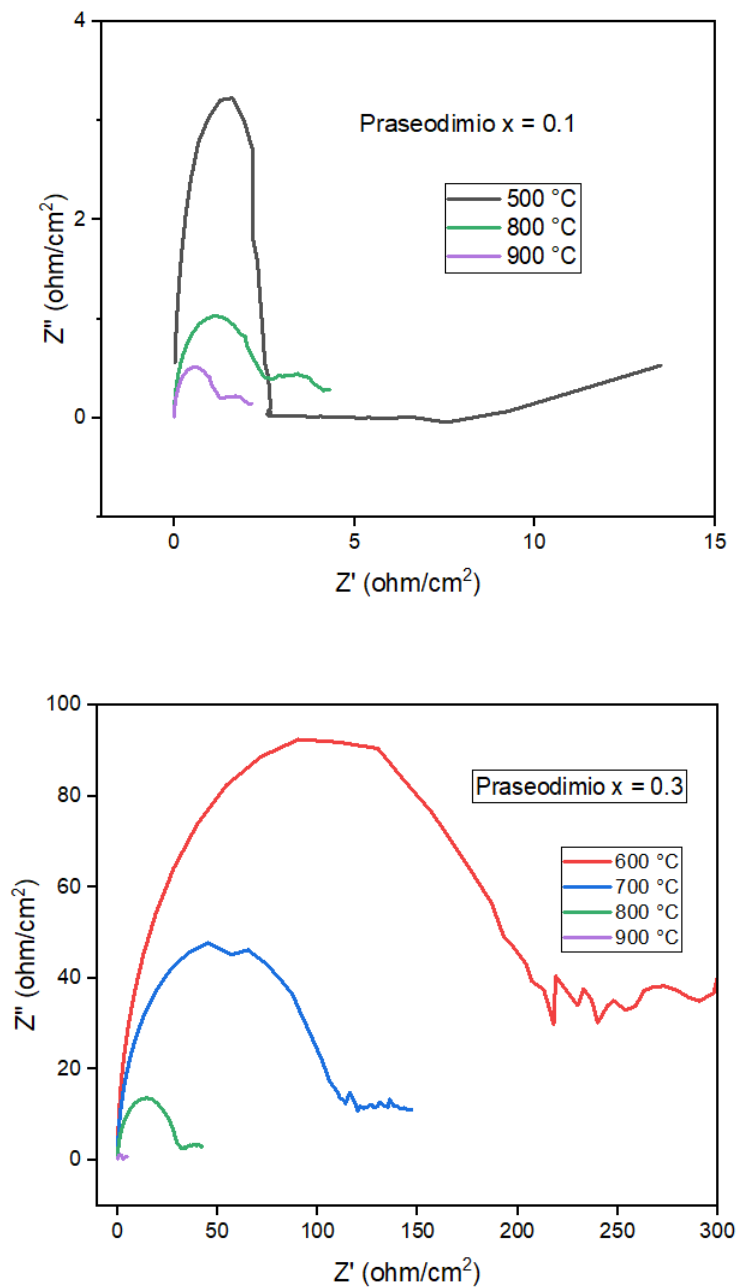 4
Praseodimio x = 0.1
500 °C
800 °C
900 °C
2
0
Z" (ohm/cm²)
0
5
10
15
Z' (ohm/cm²)
100
Praseodimio x = 0.3
80
600 °C
700 °C
800 °C
900 °C
60
40
20
0
Z" (ohm/cm²)
0
50
100
150
200
250
300
Z' (ohm/cm²)